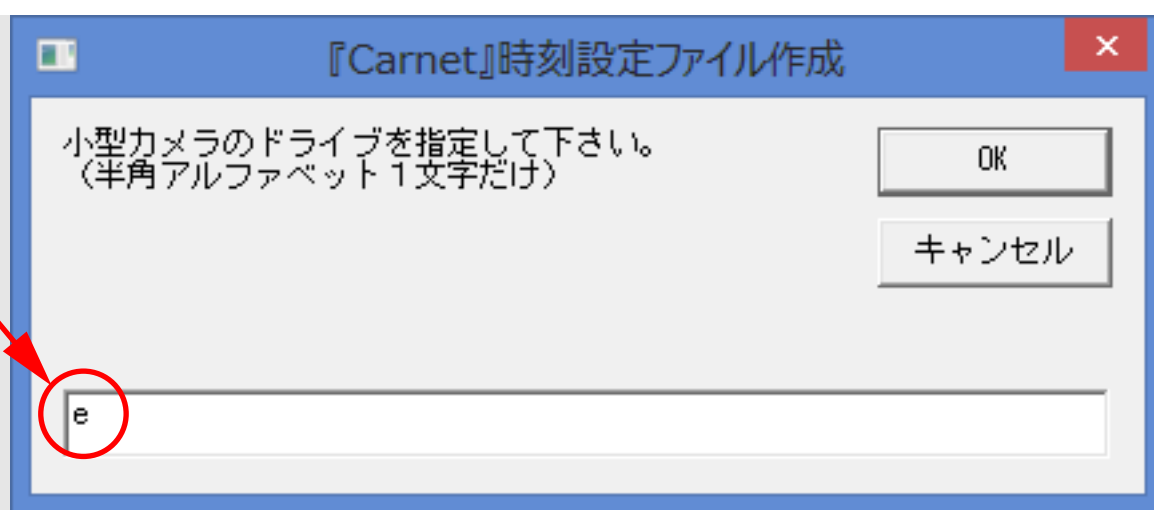 『Carnet』時刻設定ファイル作成
小型カメラのドライブを指定して下さい。
（半角アルファベット１文字だけ）
OK
キャンセル
e